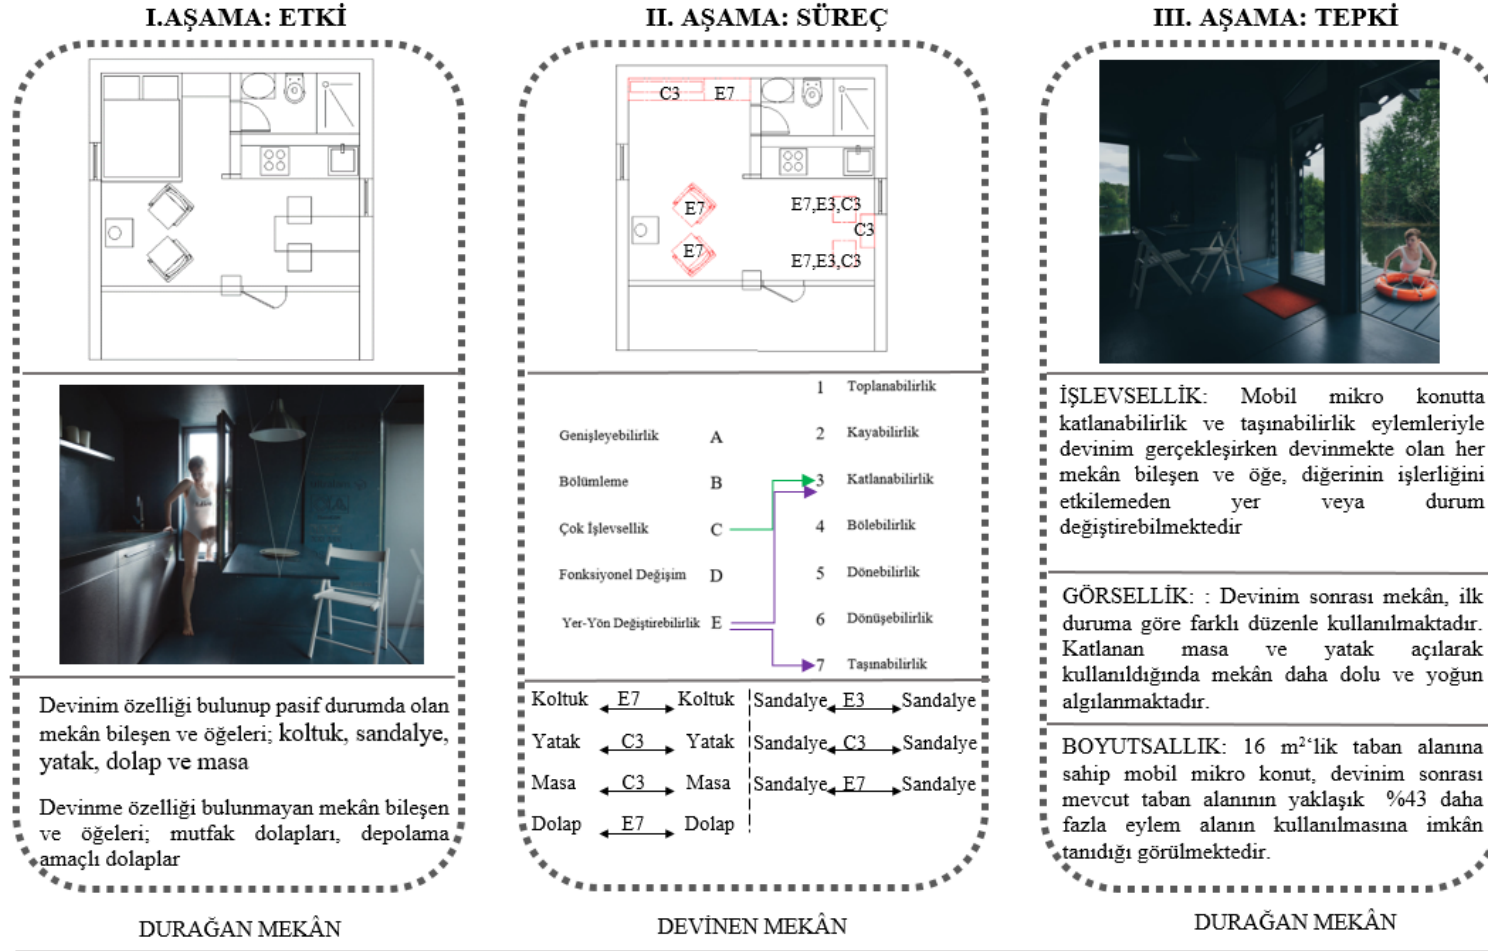 I.AŞAMA: ETKİ
Devinim özelliği bulunup pasif durumda olan
mekân bileşen ve öğeleri; koltuk, sandalye,
yatak, dolap ve masa
Devinme özelliği bulunmayan mekân bileşen
ve öğeleri; mutfak dolapları, depolama
amaçlı dolaplar
DURAĞAN MEKÂN
II. AŞAMA: SÜREÇ
C3 E7
E7 E7,E3,C3
C3
E7 E7,E3,C3
1 Toplanabilirlik
Genişleyebilirlik A 2 Kayabilirlik
Bölümleme B 3 Katlanabilirlik
Çok İşlevsellik C 4 Bölebilirlik
Fonksiyonel Değişim D 5 Dönebilirlik
Yer-Yön Değiştirebilirlik E 6 Dönüşebilirlik
7 Taşınabilirlik
Koltuk E7 Koltuk Sandalye E3 Sandalye
Yatak C3 Yatak Sandalye C3 Sandalye
Masa C3 Masa Sandalye E7 Sandalye
Dolap E7 Dolap
DEVİNEN MEKÂN
III. AŞAMA: TEPKİ
İŞLEVSELLİK: Mobil mikro konutta
katlanabilirlik ve taşınabilirlik eylemleriyle
devinim gerçekleşirken devinmekte olan her
mekân bileşen ve öğe, diğerinin işlerliğini
etkilemeden yer veya durum
değiştirebilmektedir
GÖRSELLİK: : Devinim sonrası mekân, ilk
duruma göre farklı düzenle kullanılmaktadır.
Katlanan masa ve yatak açılarak
kullanıldığında mekân daha dolu ve yoğun
algılanmaktadır.
BOYUTSALLIK: 16 m²‘lik taban alanına
sahip mobil mikro konut, devinim sonrası
mevcut taban alanının yaklaşık %43 daha
fazla eylem alanın kullanılmasına imkân
tanıdığı görülmektedir.
DURAĞAN MEKÂN